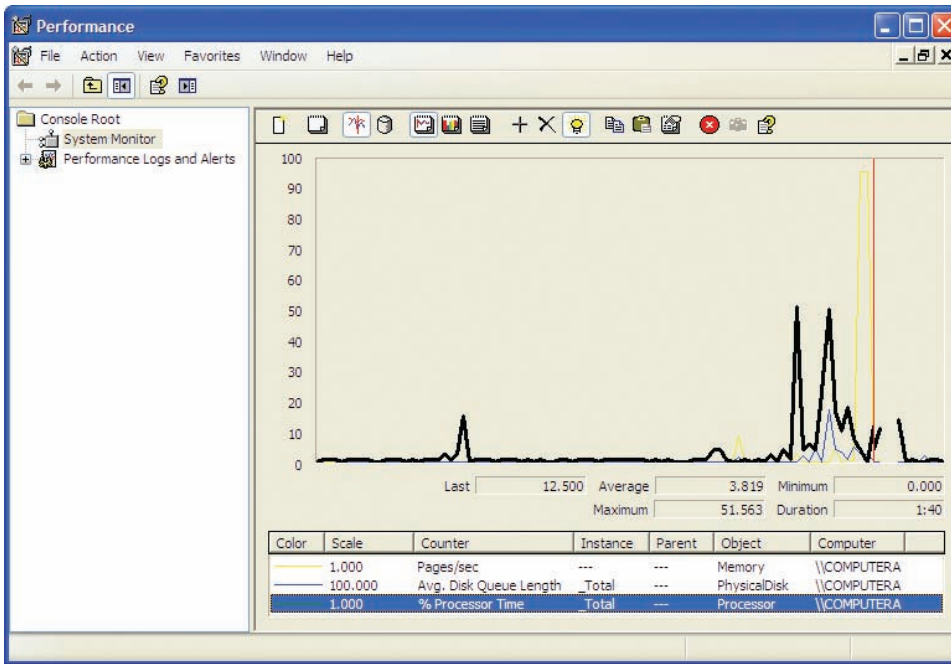 Performance
File Action View Favorites Window Help
Console Root
System Monitor
Performance Logs and Alerts
100
90
80
70
60
50
40
30
20
10
0
Last 12.500 Average 3.819 Minimum 0.000
Maximum 51.563 Duration 1:40
Color Scale Counter Instance Parent Object Computer
1.000 Pages/sec --- --- Memory \\COMPUTERA
100.000 Avg. Disk Queue Length _Total --- PhysicalDisk \\COMPUTERA
1.000 % Processor Time _Total --- Processor \\COMPUTERA